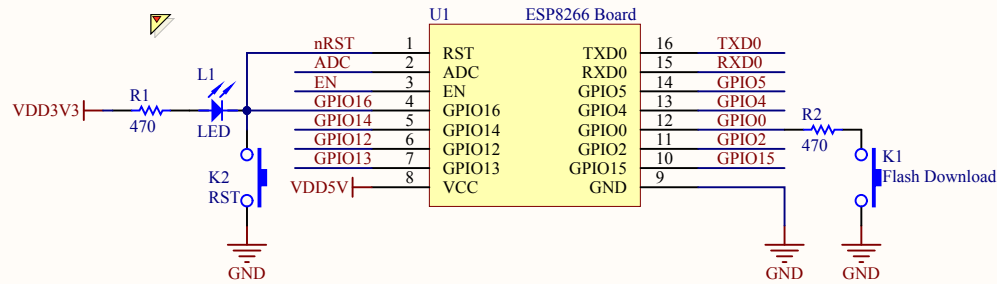 U1 ESP8266 Board
nRST 1 RST TXD0 16 TXD0
ADC 2 ADC RXD0 15 RXD0
EN 3 EN GPIO5 14 GPIO5
GPIO16 4 GPIO16 GPIO4 13 GPIO4
GPIO14 5 GPIO14 GPIO0 12 GPIO0
GPIO12 6 GPIO12 GPIO2 11 GPIO2
GPIO13 7 GPIO13 GPIO15 10 GPIO15
VDD5V 8 VCC GND 9
VDD3V3
R1
470
L1
LED
K2
RST
GND
R2
470
K1
Flash Download
GND
GND